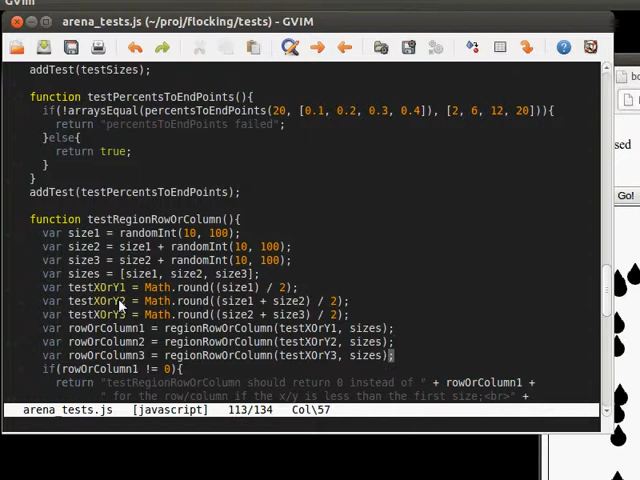 Gvim
arena_tests.js (~/proj/flocking/tests) - GVIM
addTest(testSizes);
function testPercentsToEndPoints(){
if(!arraysEqual(percentsToEndPoints(20, [0.1, 0.2, 0.3, 0.4]), [2, 6, 12, 20])){
return "percentsToEndPoints failed";
}else{
return true;
}
}
addTest(testPercentsToEndPoints);
function testRegionRowOrColumn(){
var size1 = randomInt(10, 100);
var size2 = size1 + randomInt(10, 100);
var size3 = size2 + randomInt(10, 100);
var sizes = [size1, size2, size3];
var testXOrY1 = Math.round((size1) / 2);
var testXOrY2 = Math.round((size1 + size2) / 2);
var testXOrY3 = Math.round((size2 + size3) / 2);
var rowOrColumn1 = regionRowOrColumn(testXOrY1, sizes);
var rowOrColumn2 = regionRowOrColumn(testXOrY2, sizes);
var rowOrColumn3 = regionRowOrColumn(testXOrY3, sizes);
if(rowOrColumn1 != 0){
return "testRegionRowOrColumn should return 0 instead of " + rowOrColumn1 +
" for the row/column if the x/y is less than the first size;<br>" +
arena_tests.js [javascript] 113/134 Col\57
sed
Go!